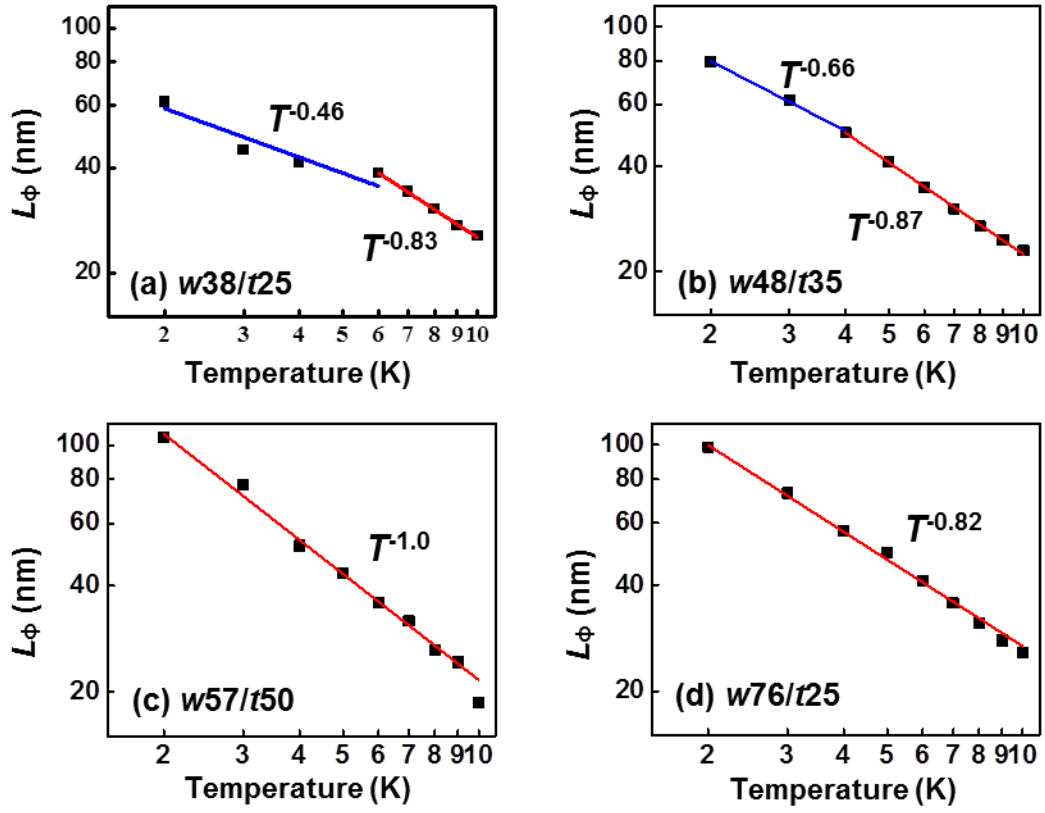 100
80
60
40
20
Lϕ (nm)
T-0.46
T-0.83
(a) w38/t25
2 3 4 5 6 7 8 9 10
Temperature (K)
100
80
60
40
20
Lϕ (nm)
T-0.66
T-0.87
(b) w48/t35
2 3 4 5 6 7 8 9 10
Temperature (K)
100
80
60
40
20
Lϕ (nm)
T-1.0
(c) w57/t50
2 3 4 5 6 7 8 9 10
Temperature (K)
100
80
60
40
20
Lϕ (nm)
T-0.82
(d) w76/t25
2 3 4 5 6 7 8 9 10
Temperature (K)